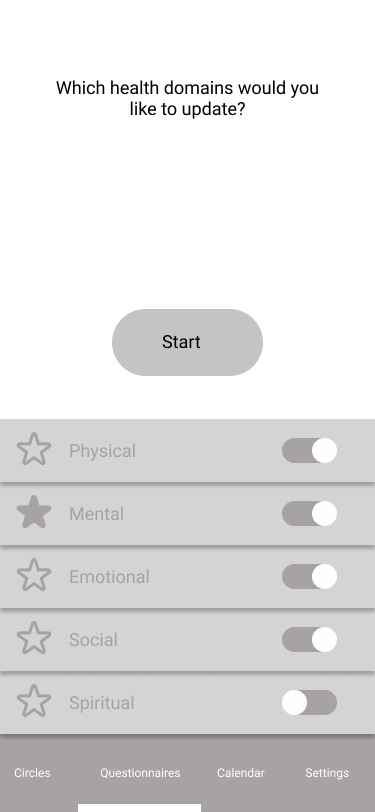 Which health domains would you
like to update?
Start
Physical
Mental
Emotional
Social
Spiritual
Circles Questionnaires Calendar Settings